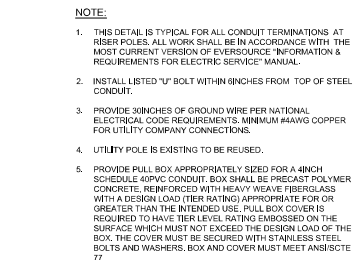 NOTE:
1. THIS DETAIL IS TYPICAL FOR ALL CONDUIT TERMINATIONS AT
RISER POLES. ALL WORK SHALL BE IN ACCORDANCE WITH THE
MOST CURRENT VERSION OF EVERSOURCE "INFORMATION &
REQUIREMENTS FOR ELECTRIC SERVICE" MANUAL.
2. INSTALL LISTED "U" BOLT WITHIN 6INCHES FROM TOP OF STEEL
CONDUIT.
3. PROVIDE 30INCHES OF GROUND WIRE PER NATIONAL
ELECTRICAL CODE REQUIREMENTS. MINIMUM #4AWG COPPER
FOR UTILITY COMPANY CONNECTIONS.
4. UTILITY POLE IS EXISTING TO BE REUSED.
5. PROVIDE PULL BOX APPROPRIATELY SIZED FOR A 4INCH
SCHEDULE 40PVC CONDUIT. BOX SHALL BE PRECAST POLYMER
CONCRETE, REINFORCED WITH HEAVY WEAVE FIBERGLASS
WITH A DESIGN LOAD (TIER RATING) APPROPRIATE FOR OR
GREATER THAN THE INTENDED USE. PULL BOX COVER IS
REQUIRED TO HAVE TIER LEVEL RATING EMBOSSED ON THE
SURFACE WHICH MUST NOT EXCEED THE DESIGN LOAD OF THE
BOX. THE COVER MUST BE SECURED WITH STAINLESS STEEL
BOLTS AND WASHERS. BOX AND COVER MUST MEET ANSI/SCTE
77